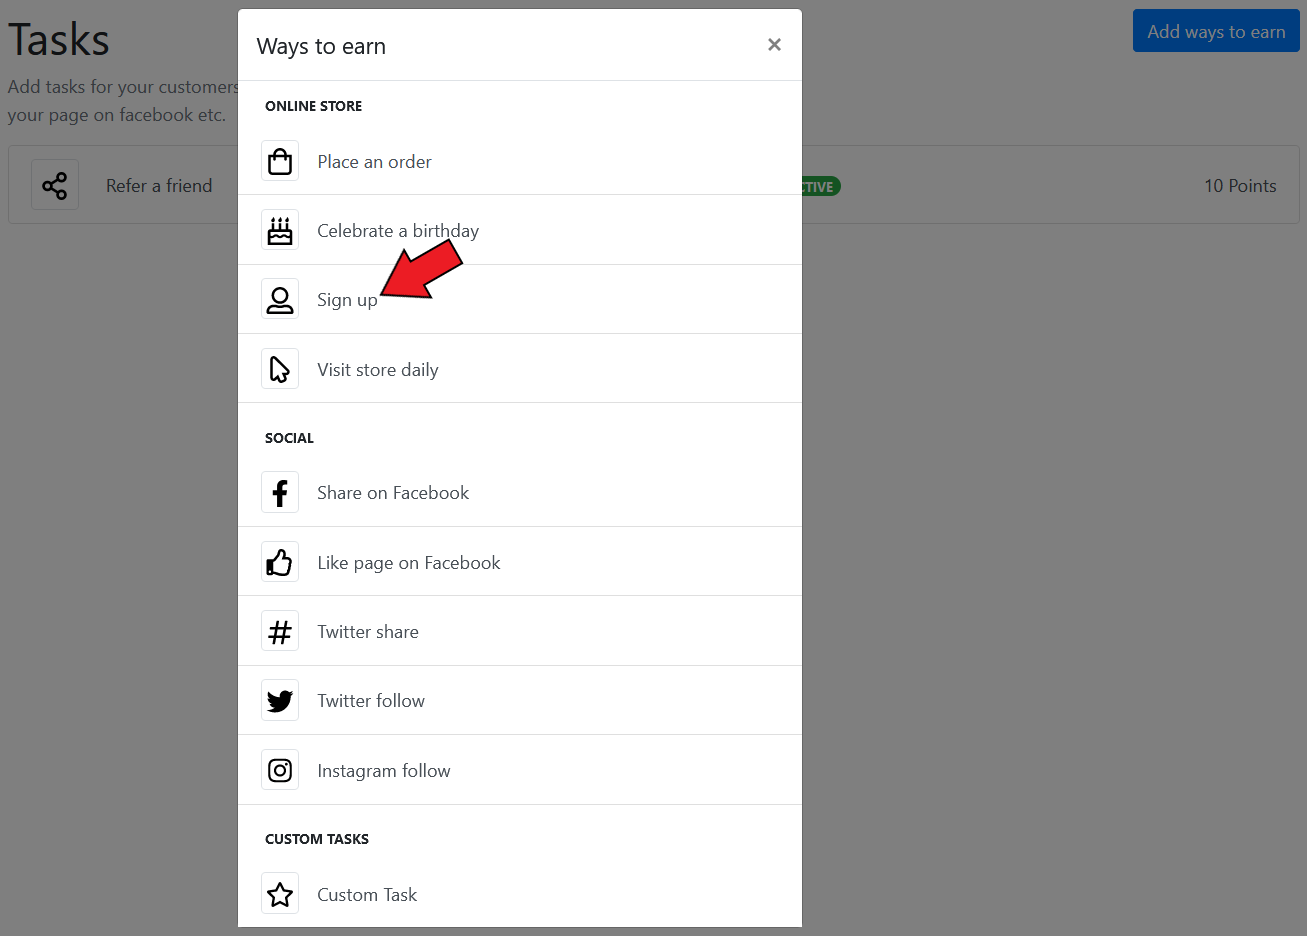 Tasks
Add ways to earn
Add tasks for your customers
your page on facebook etc.
Refer a friend
CTIVE
10 Points
Ways to earn
×
ONLINE STORE
Place an order
Celebrate a birthday
Sign up
Visit store daily
SOCIAL
Share on Facebook
Like page on Facebook
Twitter share
Twitter follow
Instagram follow
CUSTOM TASKS
Custom Task